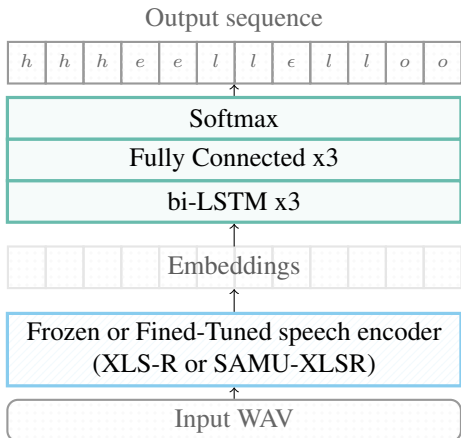 Output sequence
h h h e e l l ϵ l l o o
Softmax
Fully Connected x3
bi-LSTM x3
Embeddings
Frozen or Fined-Tuned speech encoder
(XLS-R or SAMU-XLSR)
Input WAV